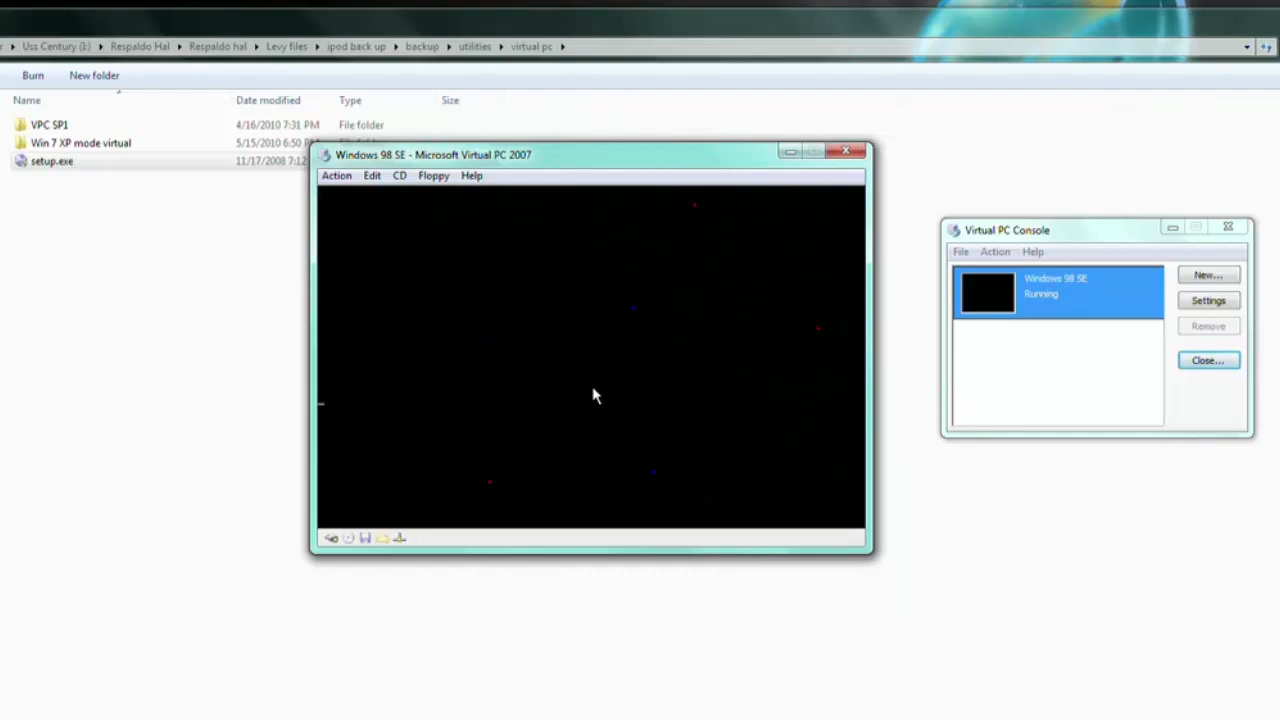 Uss Century (I:) Respaldo Hal Respaldo hal Levy files ipod back up backup utilities virtual pc
Burn New folder
Name Date modified Type Size
VPC SP1 4/16/2010 7:31 PM File folder
Win 7 XP mode virtual 5/15/2010 6:50
setup.exe 11/17/2008 7:12
Windows 98 SE - Microsoft Virtual PC 2007
Action Edit CD Floppy Help
Virtual PC Console
File Action Help
Windows 98 SE
Running
New...
Settings
Remove
Close...